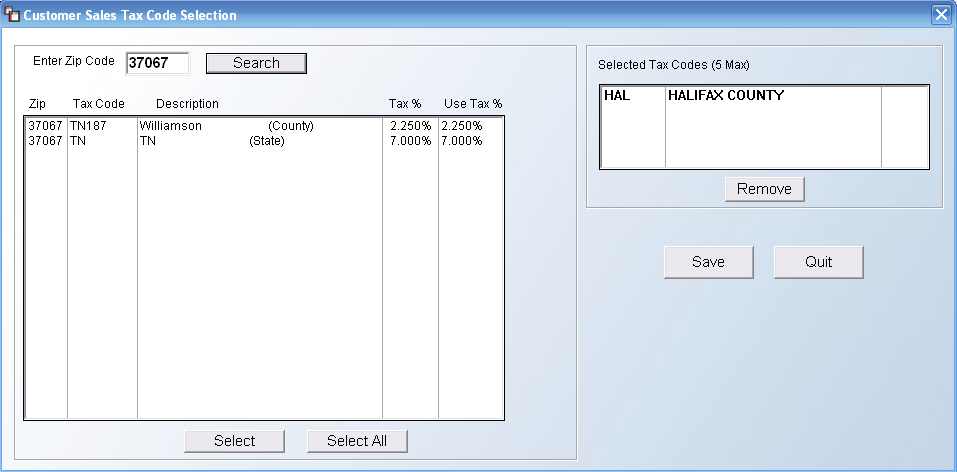 Customer Sales Tax Code Selection
Enter Zip Code 37067 Search
Zip Tax Code Description Tax % Use Tax %
37067 TN187 Williamson (County) 2.250% 2.250%
37067 TN TN (State) 7.000% 7.000%
Select Select All
Selected Tax Codes (5 Max)
HAL HALIFAX COUNTY
Remove
Save Quit